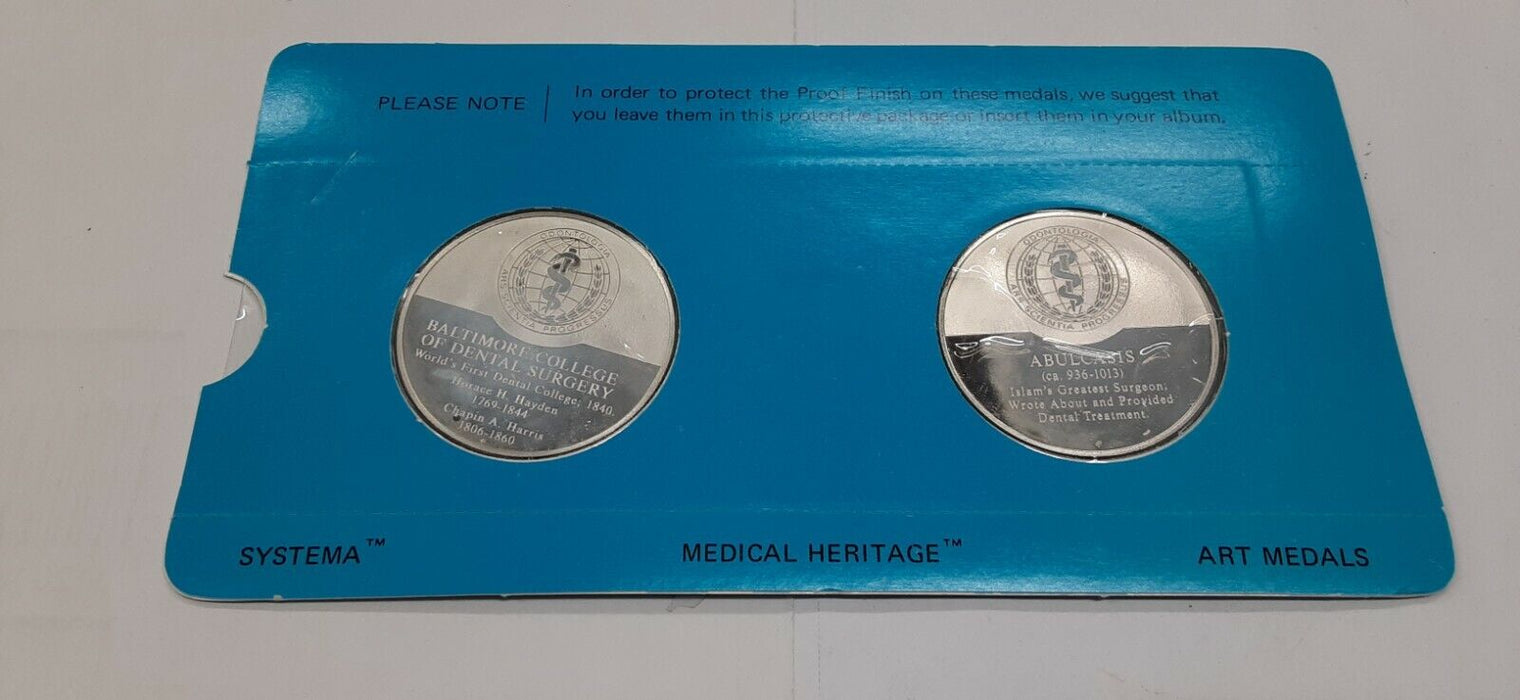 PLEASE NOTE
In order to protect the Proof Finish on these medals, we suggest that
you leave them in this protective package or insert them in your album.
ODONTOLOGIA
ARS SCIENTIA PROGRESSUS
BALTIMORE COLLEGE
OF DENTAL SURGERY
World's First Dental College, 1840.
Horace H. Hayden
1769-1844
Chapin A. Harris
1806-1860
ODONTOLOGIA
ARS SCIENTIA PROGRESSUS
ABULCASIS
(ca. 936-1013)
Islam's Greatest Surgeon;
Wrote About and Provided
Dental Treatment.
SYSTEMA™
MEDICAL HERITAGE™
ART MEDALS